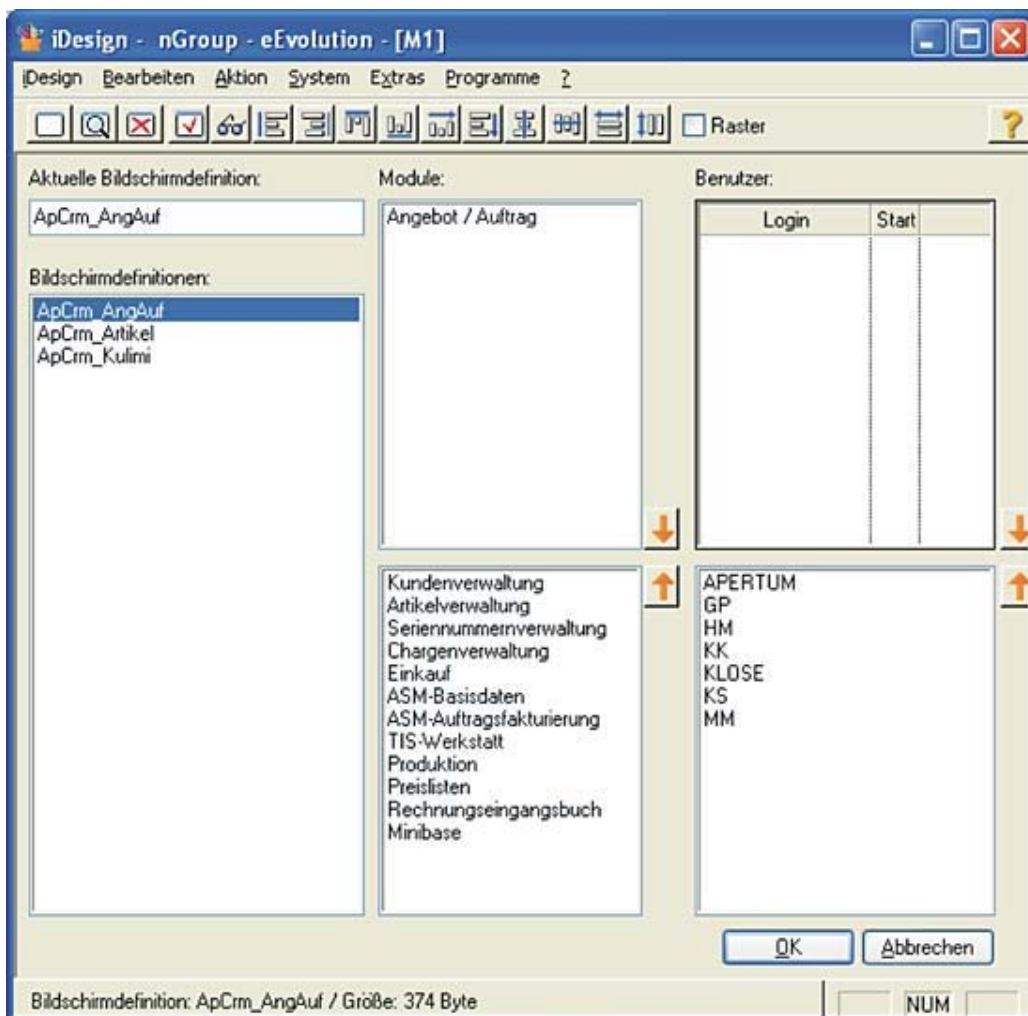 iDesign -  nGroup - eEvolution - [M1]
iDesign Bearbeiten Aktion System Extras Programme ?
Raster
Aktuelle Bildschirmdefinition:
ApCrm_AngAuf
Bildschirmdefinitionen:
ApCrm_AngAuf
ApCrm_Artikel
ApCrm_Kulimi
Module:
Angebot / Auftrag
Kundenverwaltung
Artikelverwaltung
Seriennummernverwaltung
Chargenverwaltung
Einkauf
ASM-Basisdaten
ASM-Auftragsfakturierung
TIS-Werkstatt
Produktion
Preislisten
Rechnungseingangsbuch
Minibase
Benutzer:
Login Start
APERTUM
GP
HM
KK
KLOSE
KS
MM
OK Abbrechen
Bildschirmdefinition: ApCrm_AngAuf / Größe: 374 Byte NUM